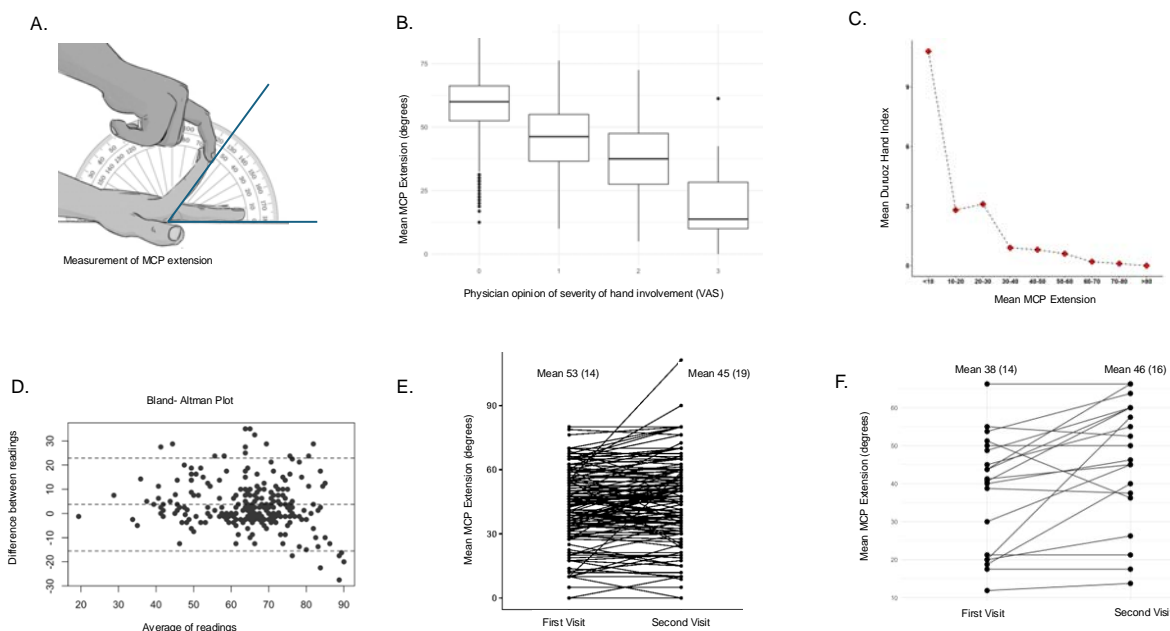 A.
Measurement of MCP extension
B.
Mean MCP Extension (degrees)
75
50
25
0
0 1 2 3
Physician opinion of severity of hand involvement (VAS)
C.
Mean Duruoz Hand Index
9
6
3
0
<10 10-20 20-30 30-40 40-50 50-60 60-70 70-80 >80
Mean MCP Extension
D.
Bland- Altman Plot
Difference between readings
30
20
10
0
-10
-20
-30
20 30 40 50 60 70 80 90
Average of readings
E.
Mean 53 (14) Mean 45 (19)
Mean MCP Extension (degrees)
90
60
30
0
First Visit Second Visit
F.
Mean 38 (14) Mean 46 (16)
Mean MCP Extension (degrees)
60
50
40
30
20
10
First Visit Second Visi